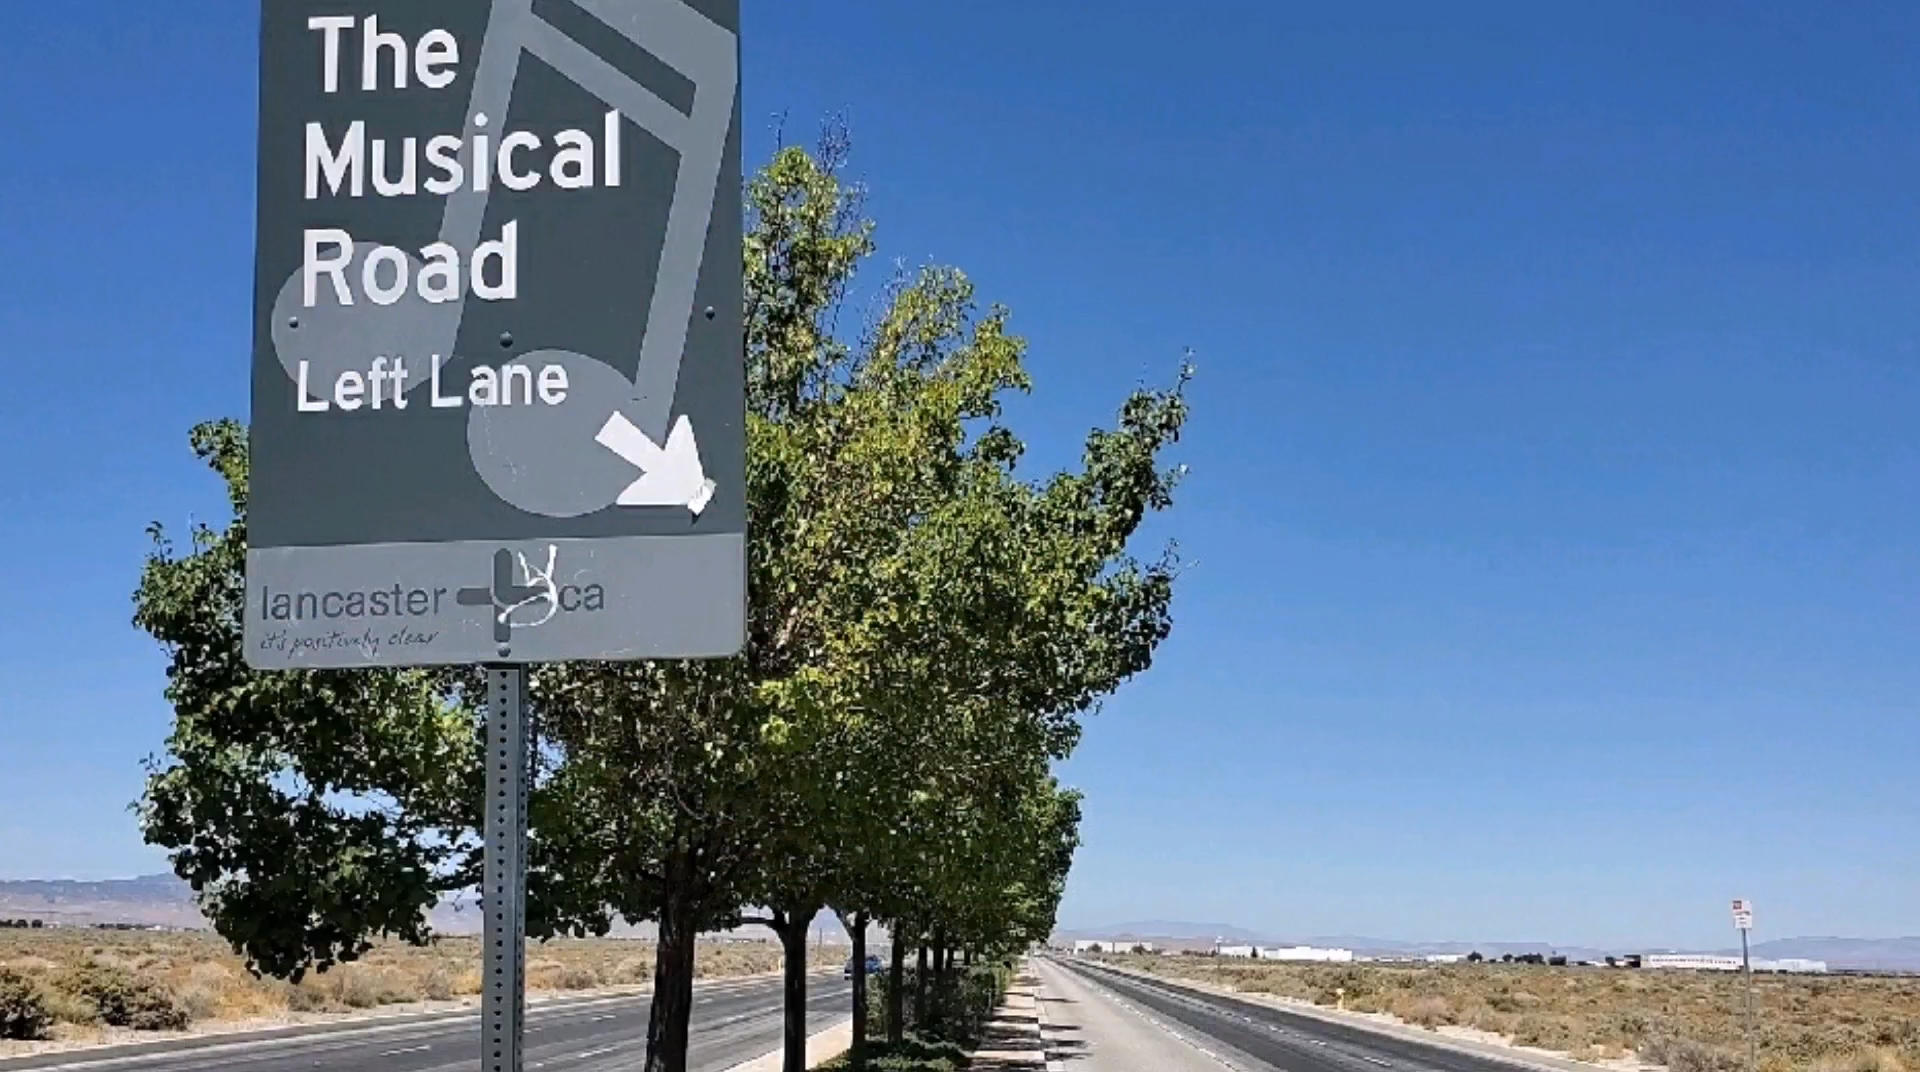 The
Musical
Road
Left Lane
lancaster ca
it's positively clear